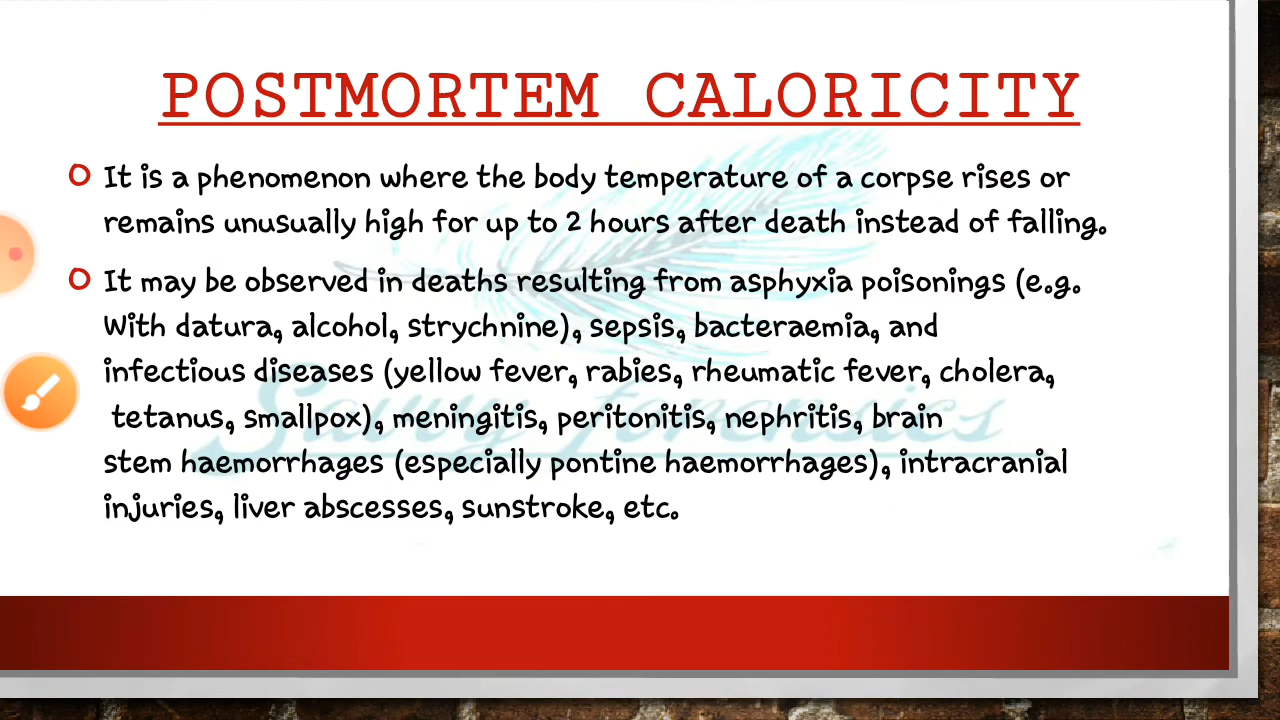 POSTMORTEM CALORICITY
It is a phenomenon where the body temperature of a corpse rises or
remains unusually high for up to 2 hours after death instead of falling.
It may be observed in deaths resulting from asphyxia poisonings (e.g.
With datura, alcohol, strychnine), sepsis, bacteraemia, and
infectious diseases (yellow fever, rabies, rheumatic fever, cholera,
tetanus, smallpox), meningitis, peritonitis, nephritis, brain
stem haemorrhages (especially pontine haemorrhages), intracranial
injuries, liver abscesses, sunstroke, etc.
Savvy forensics